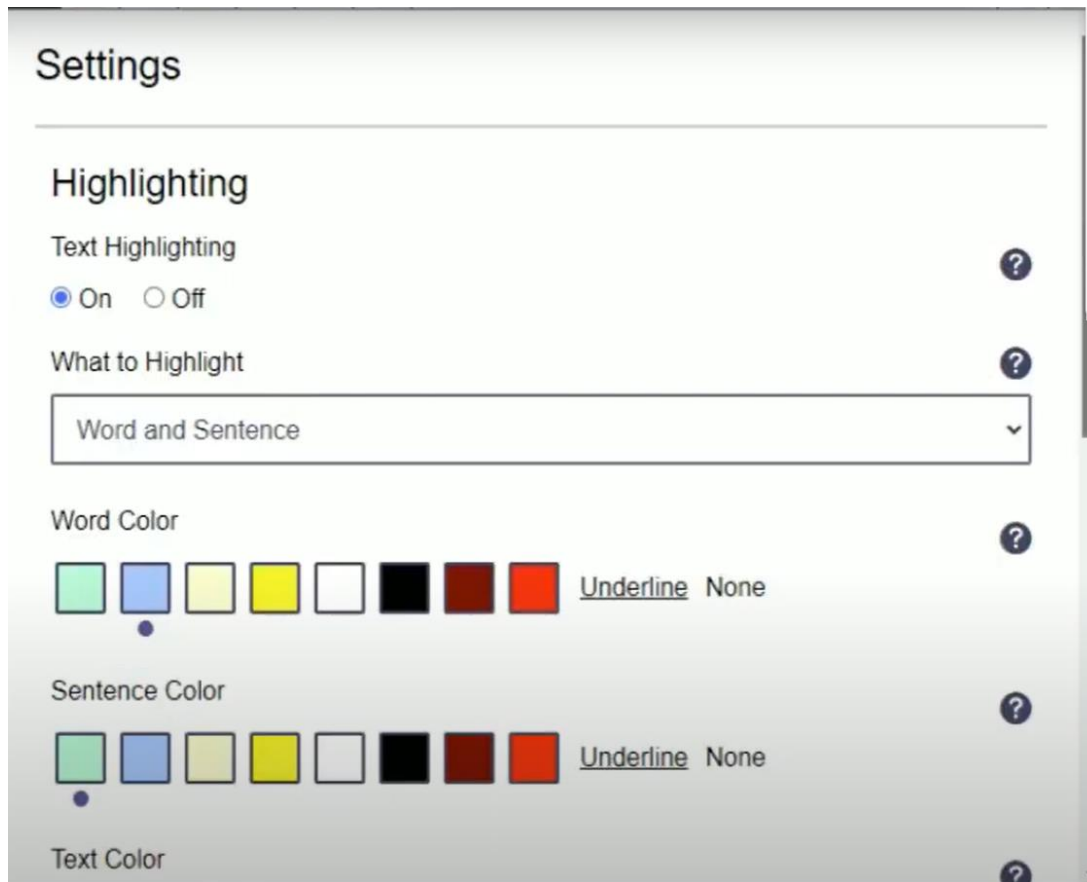 Settings
Highlighting
Text Highlighting
?
On Off
What to Highlight
?
Word and Sentence
Word Color
?
Underline None
Sentence Color
?
Underline None
Text Color
?